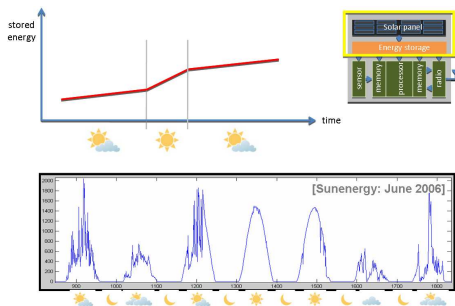 stored
energy
time
Solar panel
Energy storage
sensor
memory
processor
memory
radio
[Sunenergy: June 2006]
2000
1800
1600
1400
1200
1000
800
600
400
200
0
900
1000
1100
1200
1300
1400
1500
1600
1700
1800